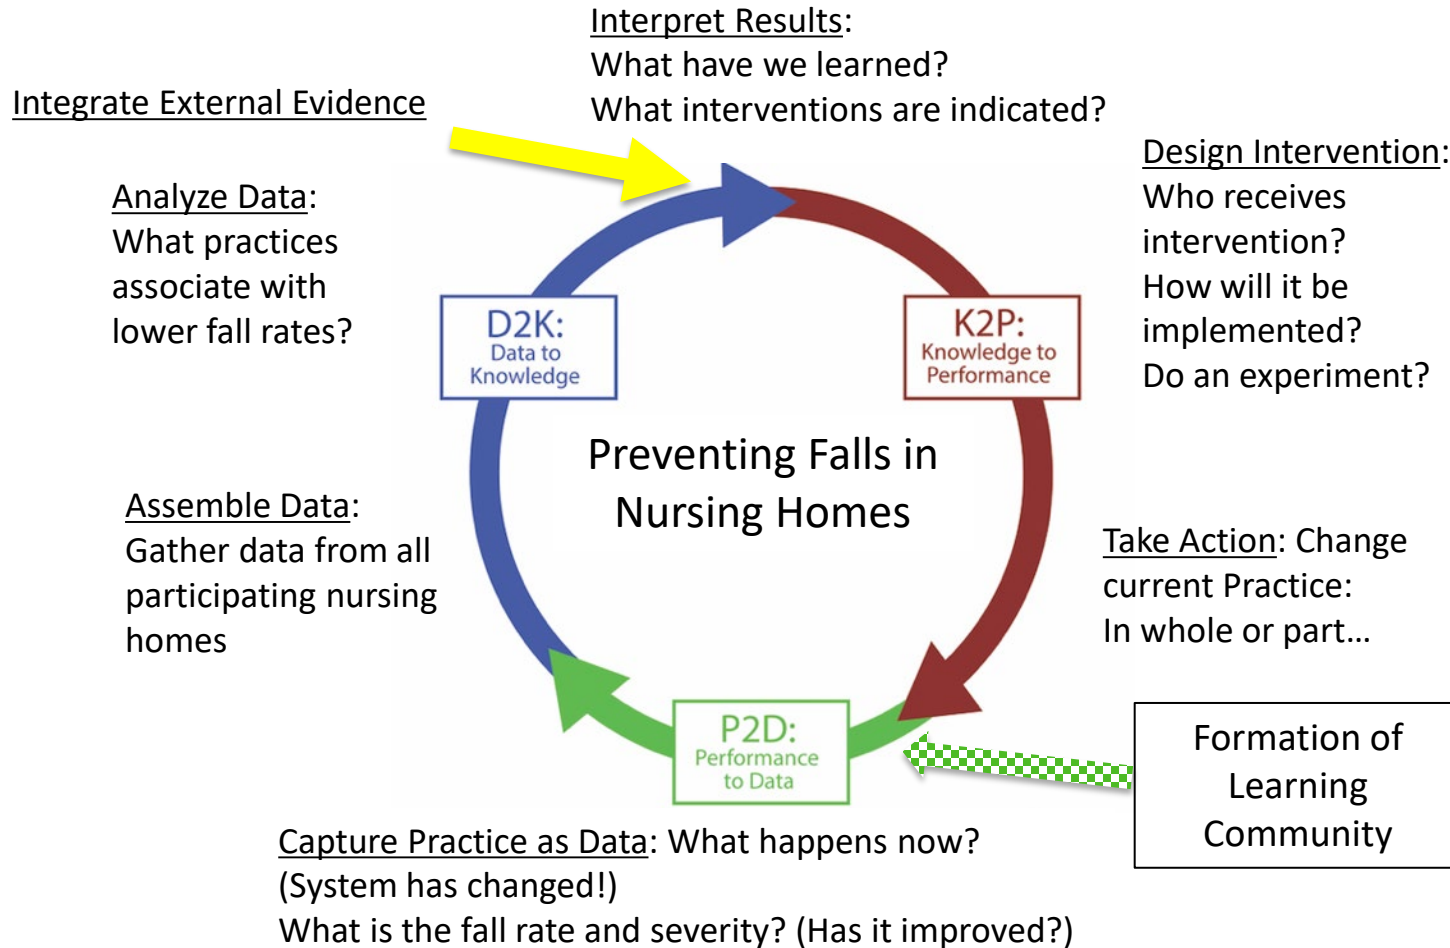 Interpret Results:
What have we learned?
What interventions are indicated?
Integrate External Evidence
Design Intervention:
Who receives
intervention?
How will it be
implemented?
Do an experiment?
Analyze Data:
What practices
associate with
lower fall rates?
D2K:
Data to
Knowledge
K2P:
Knowledge to
Performance
Preventing Falls in
Nursing Homes
Assemble Data:
Gather data from all
participating nursing
homes
Take Action: Change
current Practice:
In whole or part…
P2D:
Performance
to Data
Formation of
Learning
Community
Capture Practice as Data: What happens now?
(System has changed!)
What is the fall rate and severity? (Has it improved?)